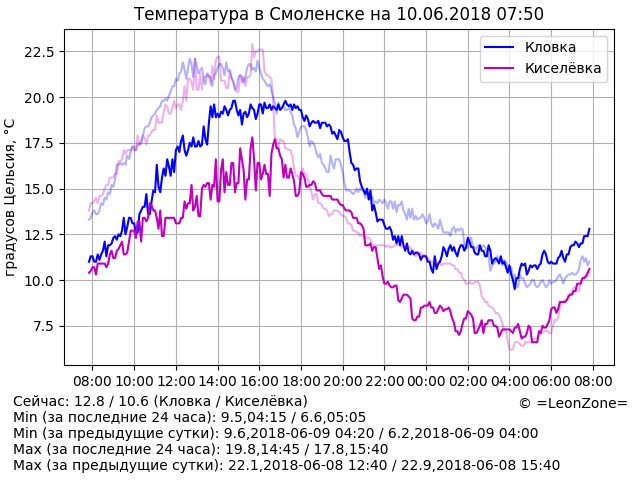 Температура в Смоленске на 10.06.2018 07:50
градусов Цельсия, °C
22.5
20.0
17.5
15.0
12.5
10.0
7.5
Кловка
Киселёвка
08:00 10:00 12:00 14:00 16:00 18:00 20:00 22:00 00:00 02:00 04:00 06:00 08:00
Сейчас: 12.8 / 10.6 (Кловка / Киселёвка)
© =LeonZone=
Min (за последние 24 часа): 9.5,04:15 / 6.6,05:05
Min (за предыдущие сутки): 9.6,2018-06-09 04:20 / 6.2,2018-06-09 04:00
Max (за последние 24 часа): 19.8,14:45 / 17.8,15:40
Max (за предыдущие сутки): 22.1,2018-06-08 12:40 / 22.9,2018-06-08 15:40